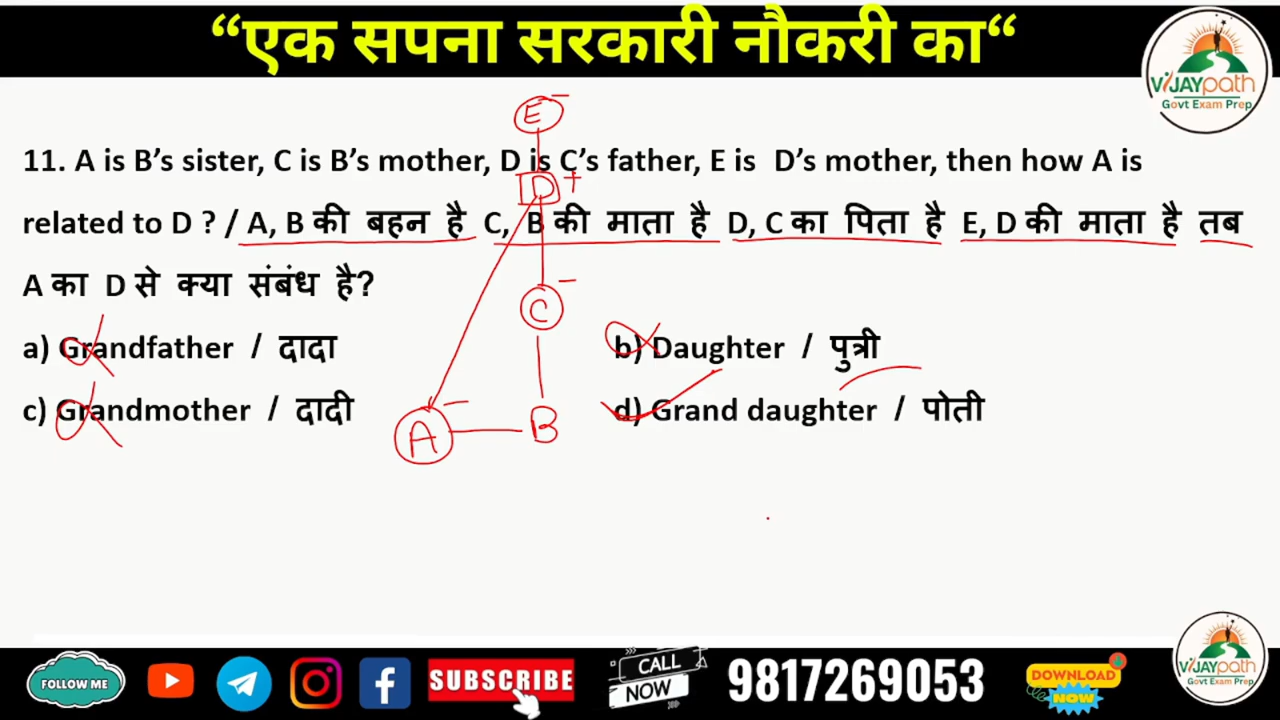 “एक सपना सरकारी नौकरी का“
ViJAYpath
Govt Exam Prep
E
11. A is B’s sister, C is B’s mother, D is C’s father, E is D’s mother, then how A is
D +
related to D ? / A, B की बहन है C, B की माता है D, C का पिता है E, D की माता है तब
A का D से क्या संबंध है?
C
a) Grandfather / दादा
b) Daughter / पुत्री
c) Grandmother / दादी
d) Grand daughter / पोती
A
B
ViJAYpath
Govt Exam Prep
FOLLOW ME
SUBSCRIBE
CALL
NOW
9817269053
DOWNLOAD
NOW